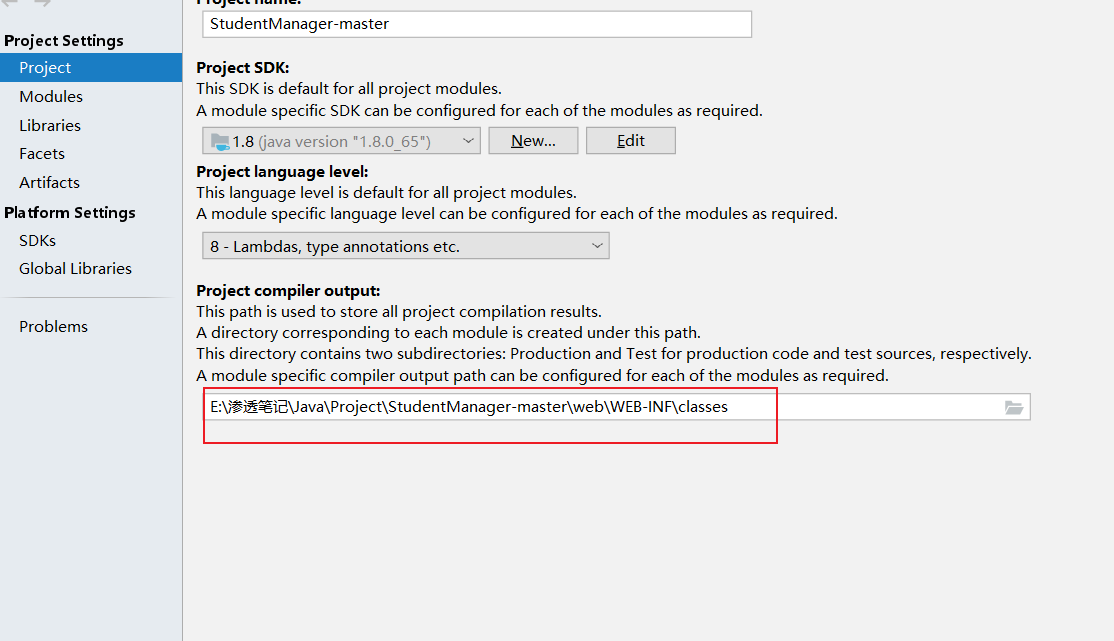 Project name:
StudentManager-master
Project Settings
Project
Modules
Libraries
Facets
Artifacts
Platform Settings
SDKs
Global Libraries
Problems
Project SDK:
This SDK is default for all project modules.
A module specific SDK can be configured for each of the modules as required.
1.8 (java version "1.8.0_65")
New...
Edit
Project language level:
This language level is default for all project modules.
A module specific language level can be configured for each of the modules as required.
8 - Lambdas, type annotations etc.
Project compiler output:
This path is used to store all project compilation results.
A directory corresponding to each module is created under this path.
This directory contains two subdirectories: Production and Test for production code and test sources, respectively.
A module specific compiler output path can be configured for each of the modules as required.
E:\渗透笔记\Java\Project\StudentManager-master\web\WEB-INF\classes